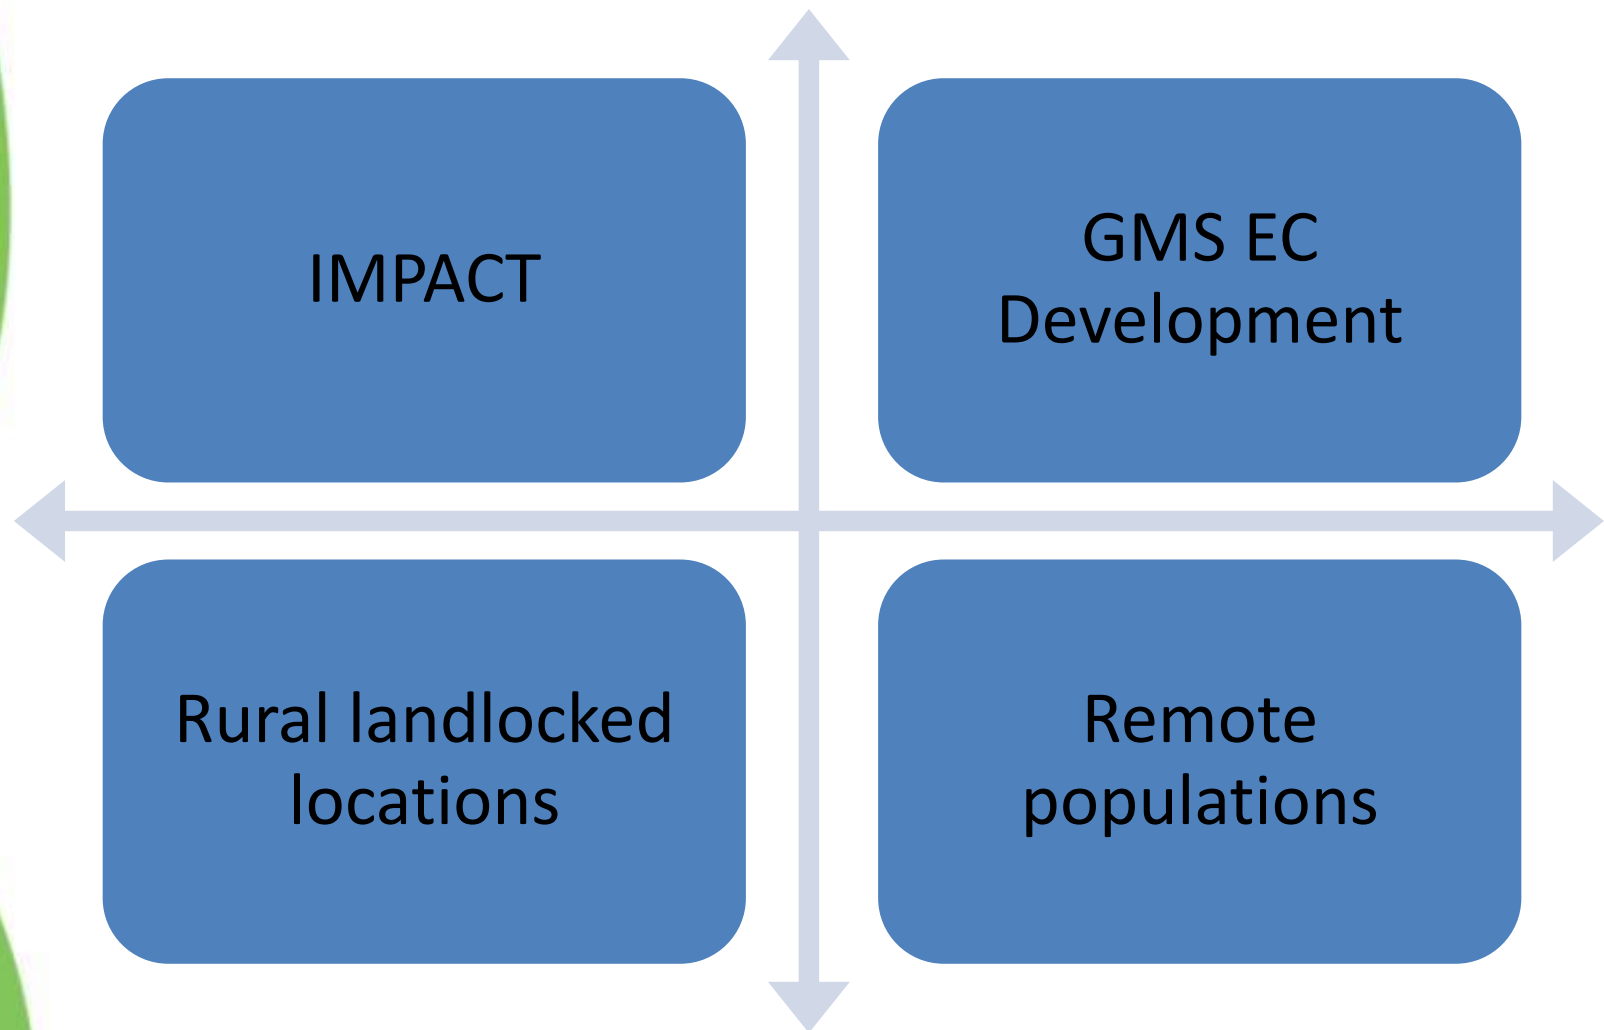 IMPACT
GMS EC
Development
Rural landlocked
locations
Remote
populations